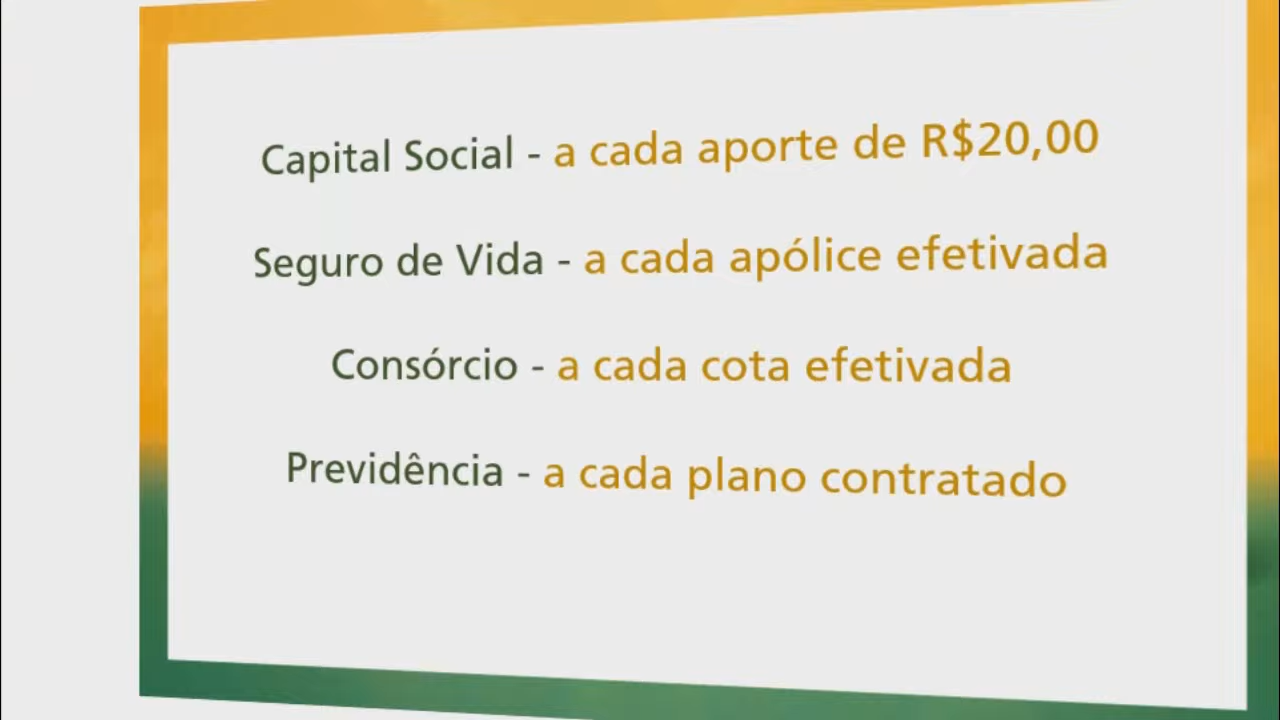 Capital Social - a cada aporte de R$20,00
Seguro de Vida - a cada apólice efetivada
Consórcio - a cada cota efetivada
Previdência - a cada plano contratado